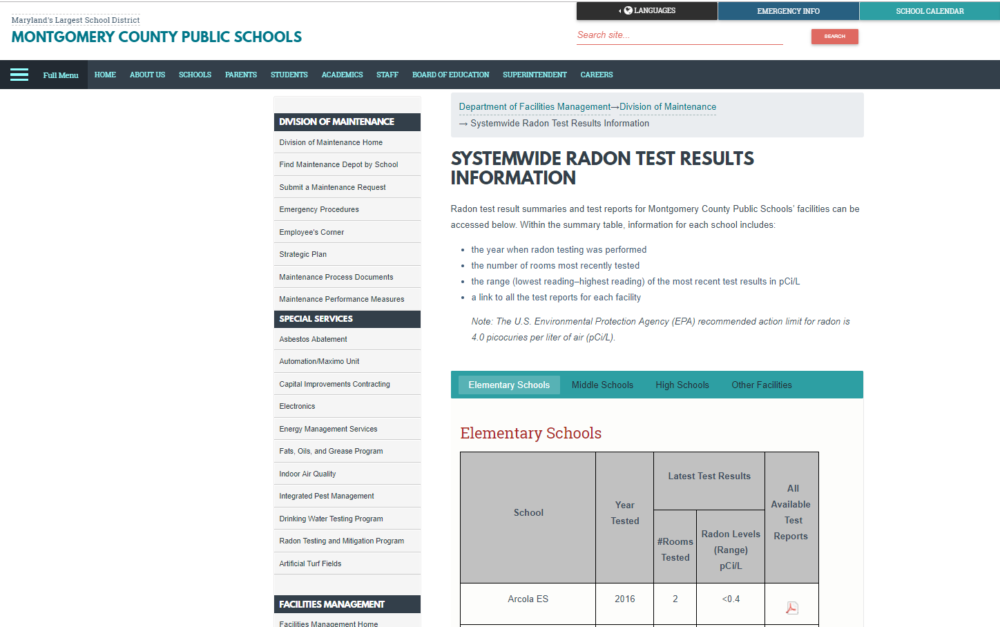 Maryland's Largest School District
MONTGOMERY COUNTY PUBLIC SCHOOLS
LANGUAGES
EMERGENCY INFO
SCHOOL CALENDAR
Search site...
SEARCH
Full Menu
HOME
ABOUT US
SCHOOLS
PARENTS
STUDENTS
ACADEMICS
STAFF
BOARD OF EDUCATION
SUPERINTENDENT
CAREERS
DIVISION OF MAINTENANCE
Division of Maintenance Home
Find Maintenance Depot by School
Submit a Maintenance Request
Emergency Procedures
Employee's Corner
Strategic Plan
Maintenance Process Documents
Maintenance Performance Measures
SPECIAL SERVICES
Asbestos Abatement
Automation/Maximo Unit
Capital Improvements Contracting
Electronics
Energy Management Services
Fats, Oils, and Grease Program
Indoor Air Quality
Integrated Pest Management
Drinking Water Testing Program
Radon Testing and Mitigation Program
Artificial Turf Fields
FACILITIES MANAGEMENT
Facilities Management Home
Department of Facilities Management→Division of Maintenance
→ Systemwide Radon Test Results Information
SYSTEMWIDE RADON TEST RESULTS
INFORMATION
Radon test result summaries and test reports for Montgomery County Public Schools' facilities can be
accessed below. Within the summary table, information for each school includes:
• the year when radon testing was performed
• the number of rooms most recently tested
• the range (lowest reading–highest reading) of the most recent test results in pCi/L
• a link to all the test reports for each facility
Note: The U.S. Environmental Protection Agency (EPA) recommended action limit for radon is
4.0 picocuries per liter of air (pCi/L).
Elementary Schools
Middle Schools
High Schools
Other Facilities
Elementary Schools
School
Year
Tested
Latest Test Results
#Rooms
Tested
Radon Levels
(Range)
pCi/L
All
Available
Test
Reports
Arcola ES
2016
2
<0.4